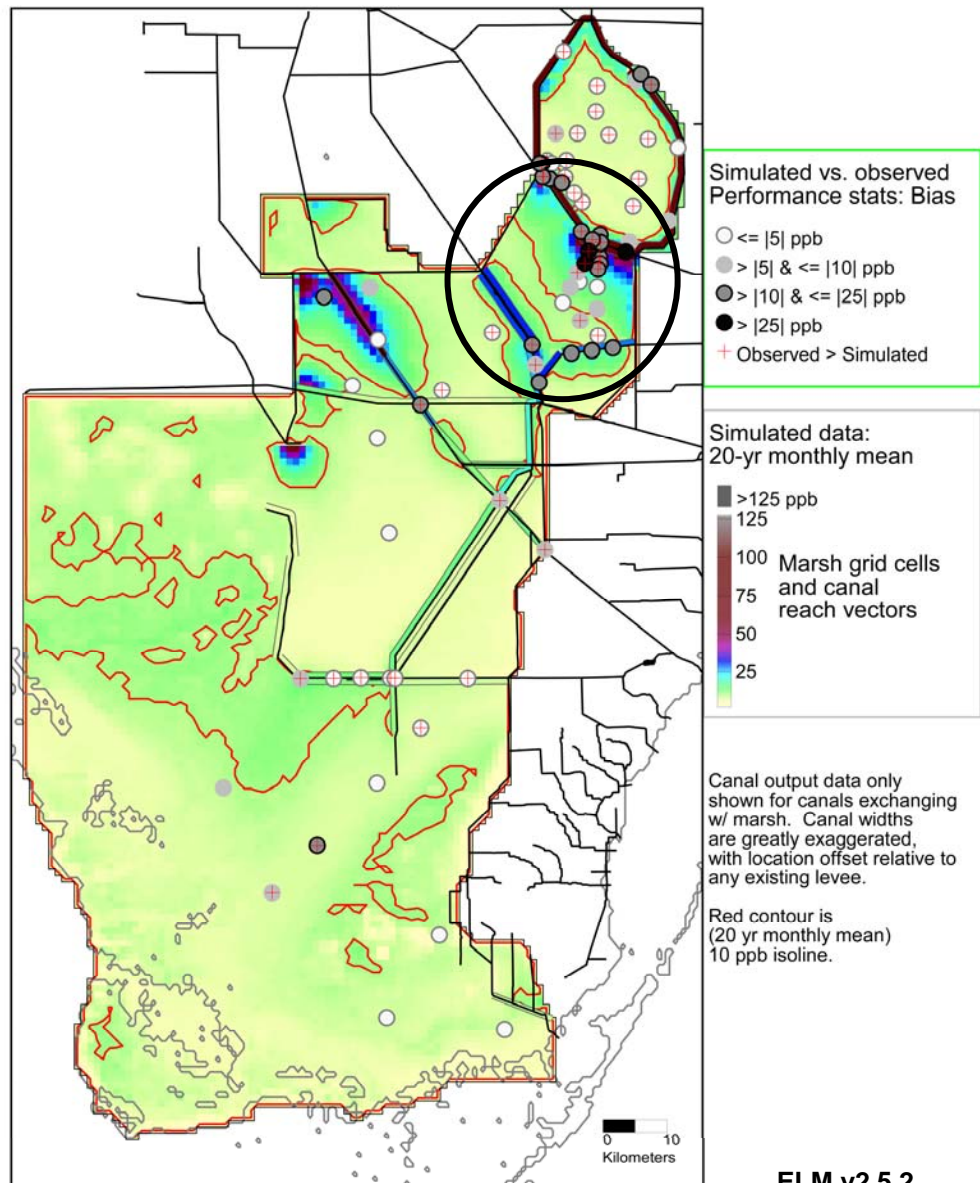 Simulated vs. observed
Performance stats: Bias
<= |5| ppb
> |5| & <= |10| ppb
> |10| & <= |25| ppb
> |25| ppb
+ Observed > Simulated
Simulated data:
20-yr monthly mean
>125 ppb
125
100
75
50
25
Marsh grid cells
and canal
reach vectors
Canal output data only
shown for canals exchanging
w/ marsh. Canal widths
are greatly exaggerated,
with location offset relative to
any existing levee.
Red contour is
(20 yr monthly mean)
10 ppb isoline.
0 10
Kilometers
ELM v2.5.2